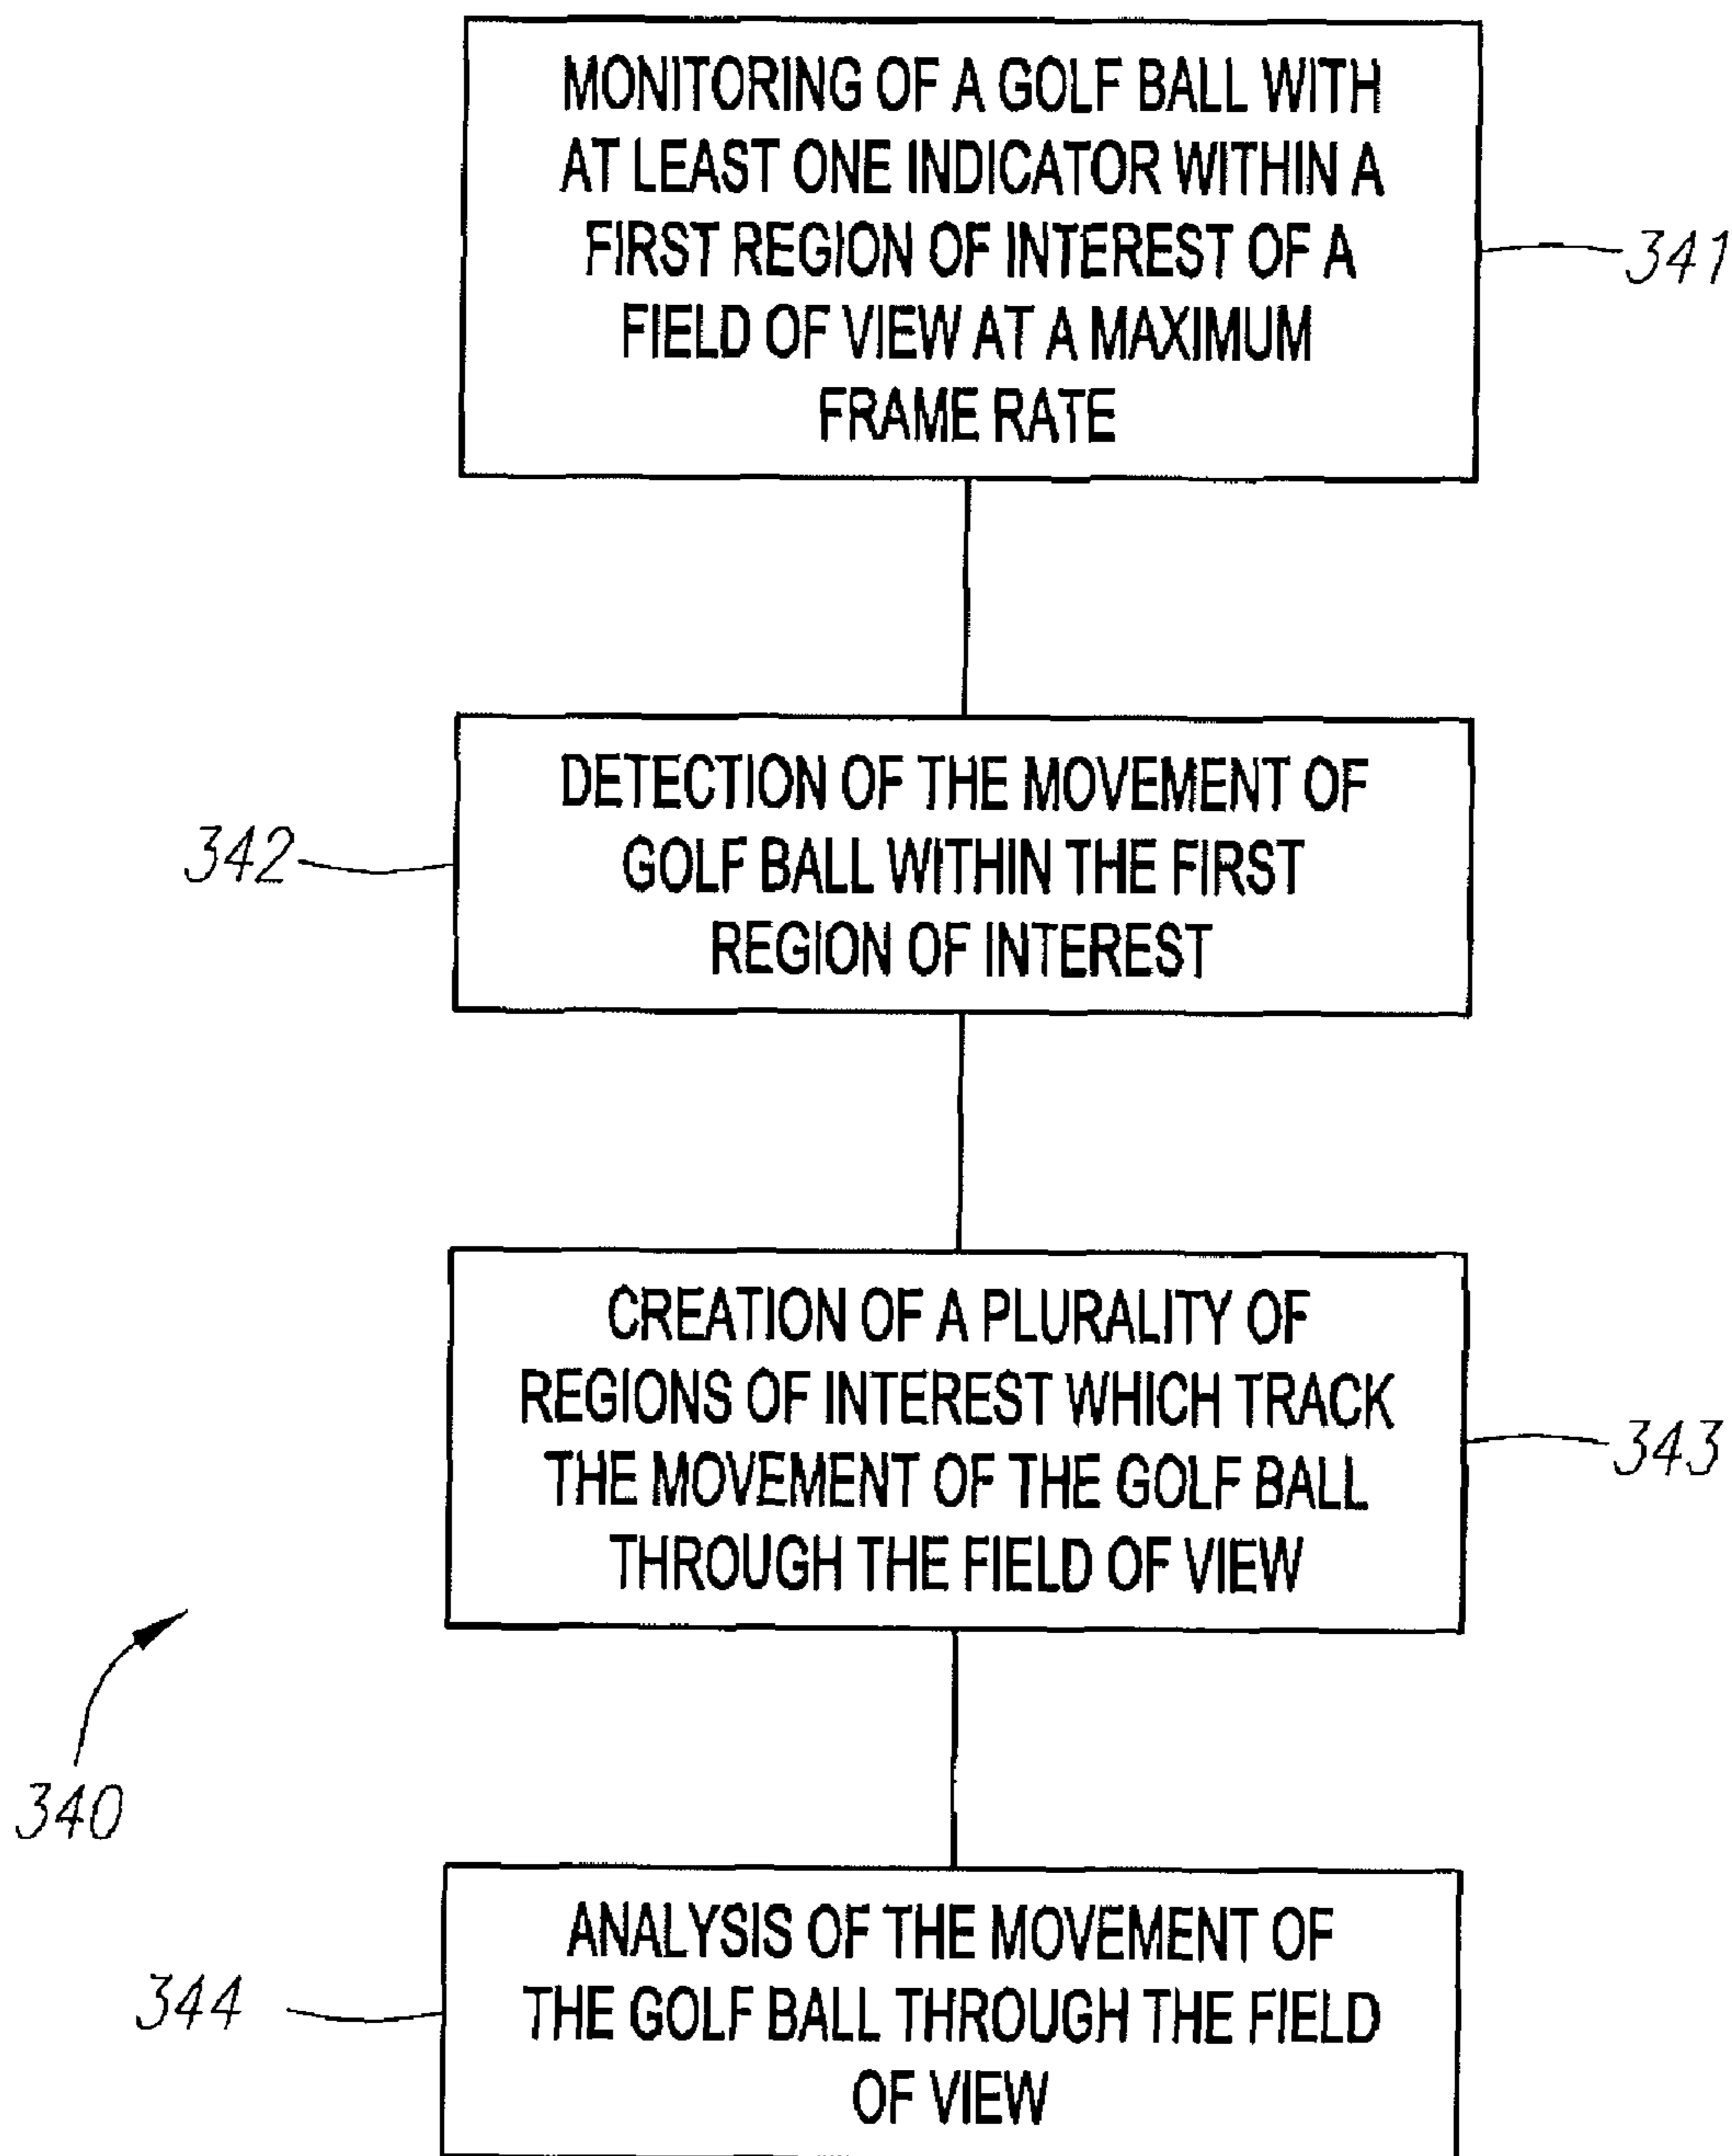 MONITORING OF A GOLF BALL WITH
AT LEAST ONE INDICATOR WITHIN A
FIRST REGION OF INTEREST OF A
FIELD OF VIEW AT A MAXIMUM
FRAME RATE
341
DETECTION OF THE MOVEMENT OF
GOLF BALL WITHIN THE FIRST
REGION OF INTEREST
342
CREATION OF A PLURALITY OF
REGIONS OF INTEREST WHICH TRACK
THE MOVEMENT OF THE GOLF BALL
THROUGH THE FIELD OF VIEW
343
340
ANALYSIS OF THE MOVEMENT OF
THE GOLF BALL THROUGH THE FIELD
OF VIEW
344